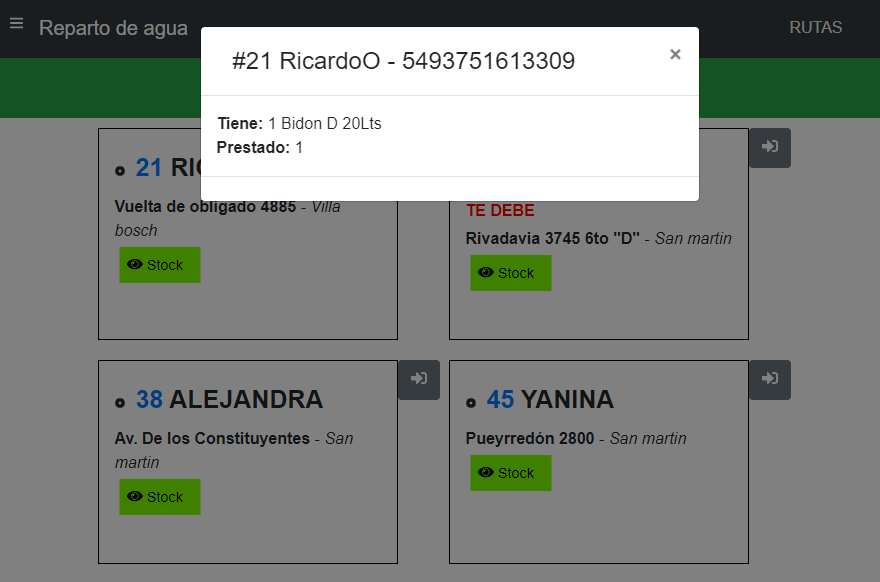 Reparto de agua
RUTAS
#21 RicardoO - 5493751613309
×
Tiene: 1 Bidon D 20Lts
Prestado: 1
21
Vuelta de obligado 4885 - Villa
bosch
Stock
TE DEBE
Rivadavia 3745 6to "D" - San martin
Stock
38 ALEJANDRA
Av. De los Constituyentes - San
martin
Stock
45 YANINA
Pueyrredón 2800 - San martin
Stock